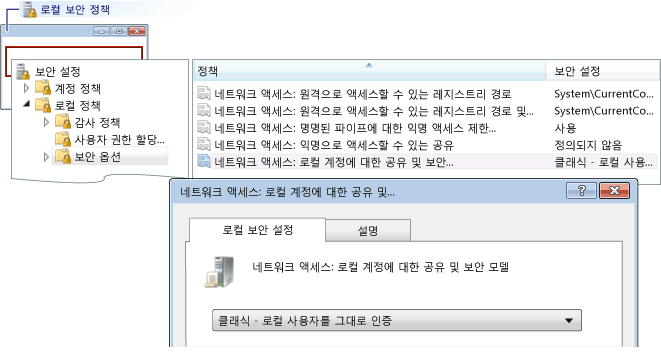 로컬 보안 정책
보안 설정
계정 정책
로컬 정책
감사 정책
사용자 권한 할당...
보안 옵션
정책 보안 설정
네트워크 액세스: 원격으로 액세스할 수 있는 레지스트리 경로 System\CurrentCo...
네트워크 액세스: 원격으로 액세스할 수 있는 레지스트리 경로 및... System\CurrentCo...
네트워크 액세스: 명명된 파이프에 대한 익명 액세스 제한... 사용
네트워크 액세스: 익명으로 액세스할 수 있는 공유 정의되지 않음
네트워크 액세스: 로컬 계정에 대한 공유 및 보안... 클래식 - 로컬 사용...
네트워크 액세스: 로컬 계정에 대한 공유 및...
로컬 보안 설정 설명
네트워크 액세스: 로컬 계정에 대한 공유 및 보안 모델
클래식 - 로컬 사용자를 그대로 인증